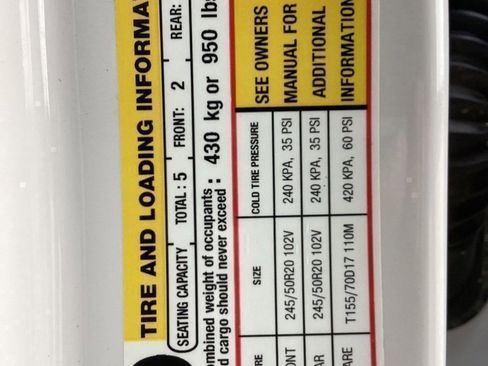 TIRE AND LOADING INFORMA
SEATING CAPACITY TOTAL : 5 FRONT: 2 REAR:
ombined weight of occupants : 430 kg or 950 lbs
d cargo should never exceed
RE SIZE COLD TIRE PRESSURE SEE OWNERS
ONT 245/50R20 102V 240 KPA, 35 PSI MANUAL FOR
AR 245/50R20 102V 240 KPA, 35 PSI ADDITIONAL
ARE T155/70D17 110M 420 KPA, 60 PSI INFORMATION